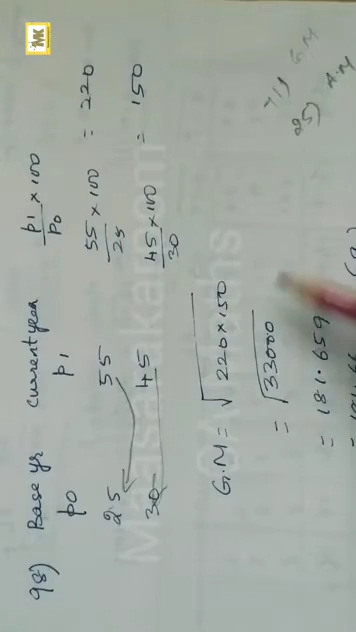 MK
98) Base yr Current year p1/p0 × 100
p0 p1
25 55 55/25 × 100 = 220
30 45 45/30 × 100 = 150
G.M = √220×150
= √33000
= 181.659
G.M
A.M